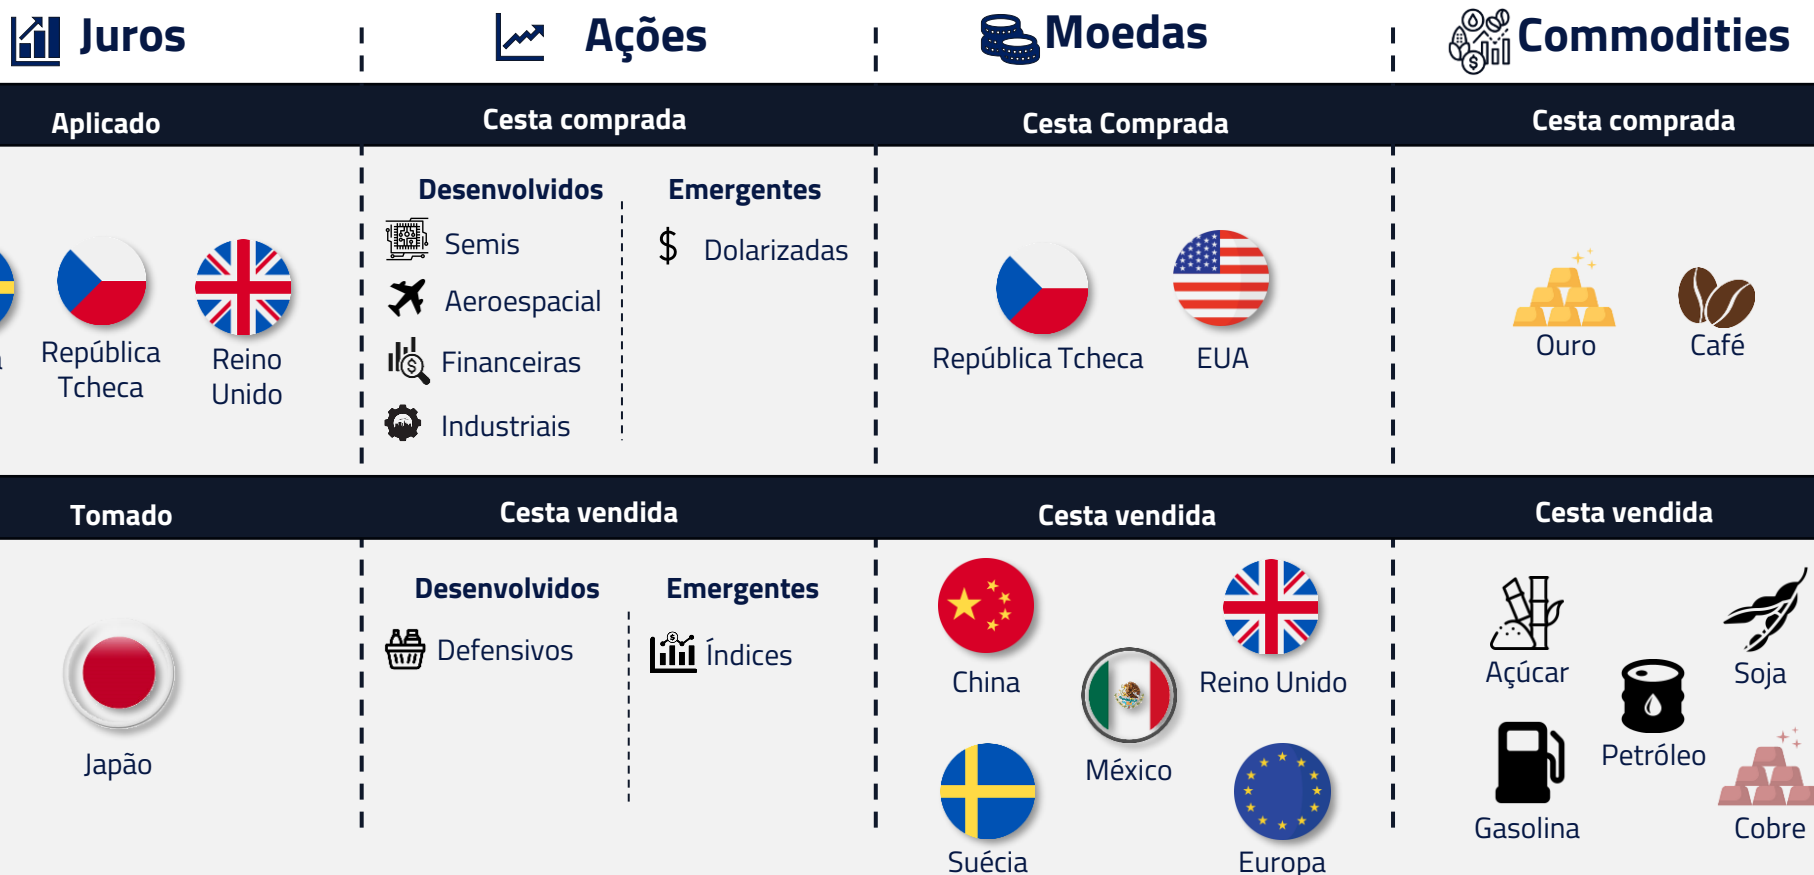 Juros
Ações
Moedas
Commodities
Aplicado
Cesta comprada
Cesta Comprada
Cesta comprada
República
Tcheca
Reino
Unido
Desenvolvidos
Emergentes
Semis
Aeroespacial
Financeiras
Industriais
$ Dolarizadas
República Tcheca
EUA
Ouro
Café
Tomado
Cesta vendida
Cesta vendida
Cesta vendida
Japão
Desenvolvidos
Emergentes
Defensivos
Índices
China
Reino Unido
México
Suécia
Europa
Açúcar
Soja
Petróleo
Gasolina
Cobre